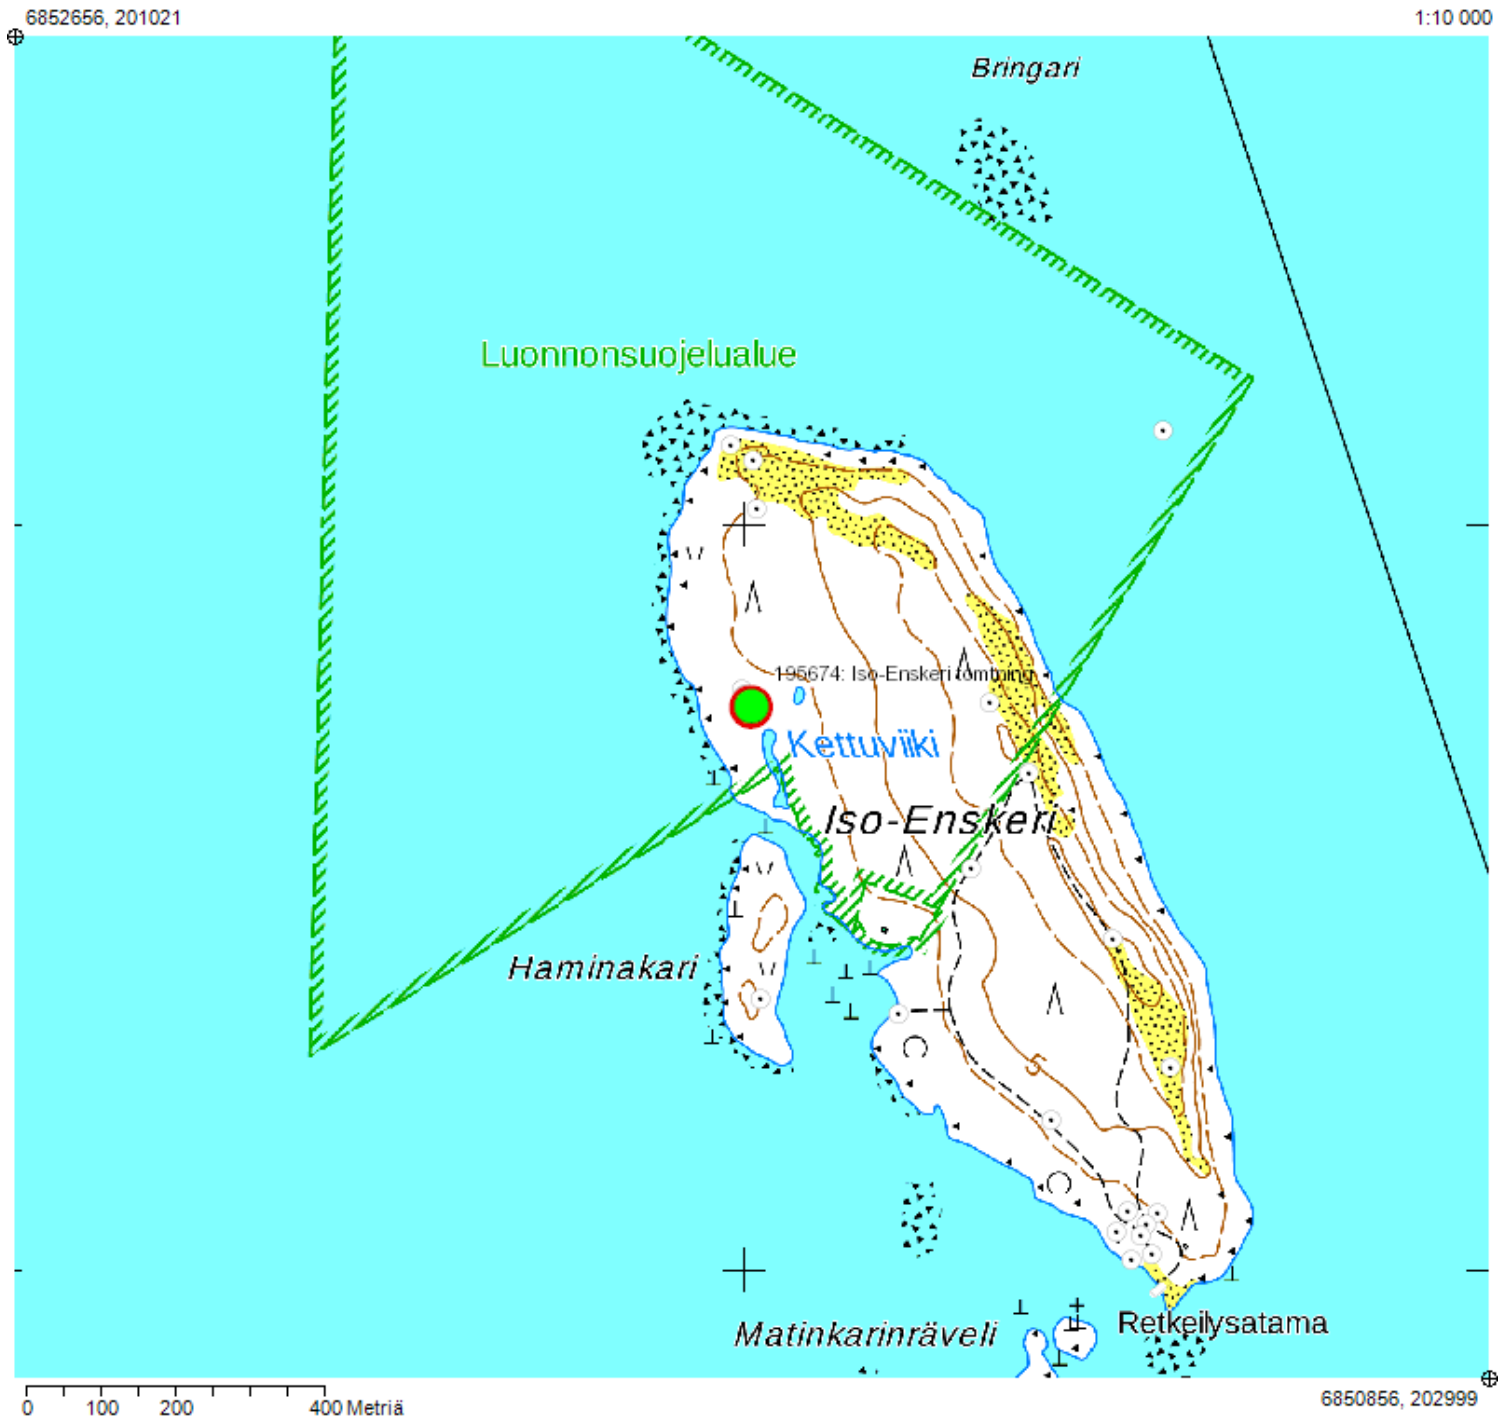 6852656, 201021
1:10 000
Bringari
Luonnonsuojelualue
195674: Iso-Enskeri tomtning
Kettuviiki
Iso-Enskeri
Haminakari
5
Retkeilysatama
Matinkarinräveli
0 100 200 400 Metriä
6850856, 202999